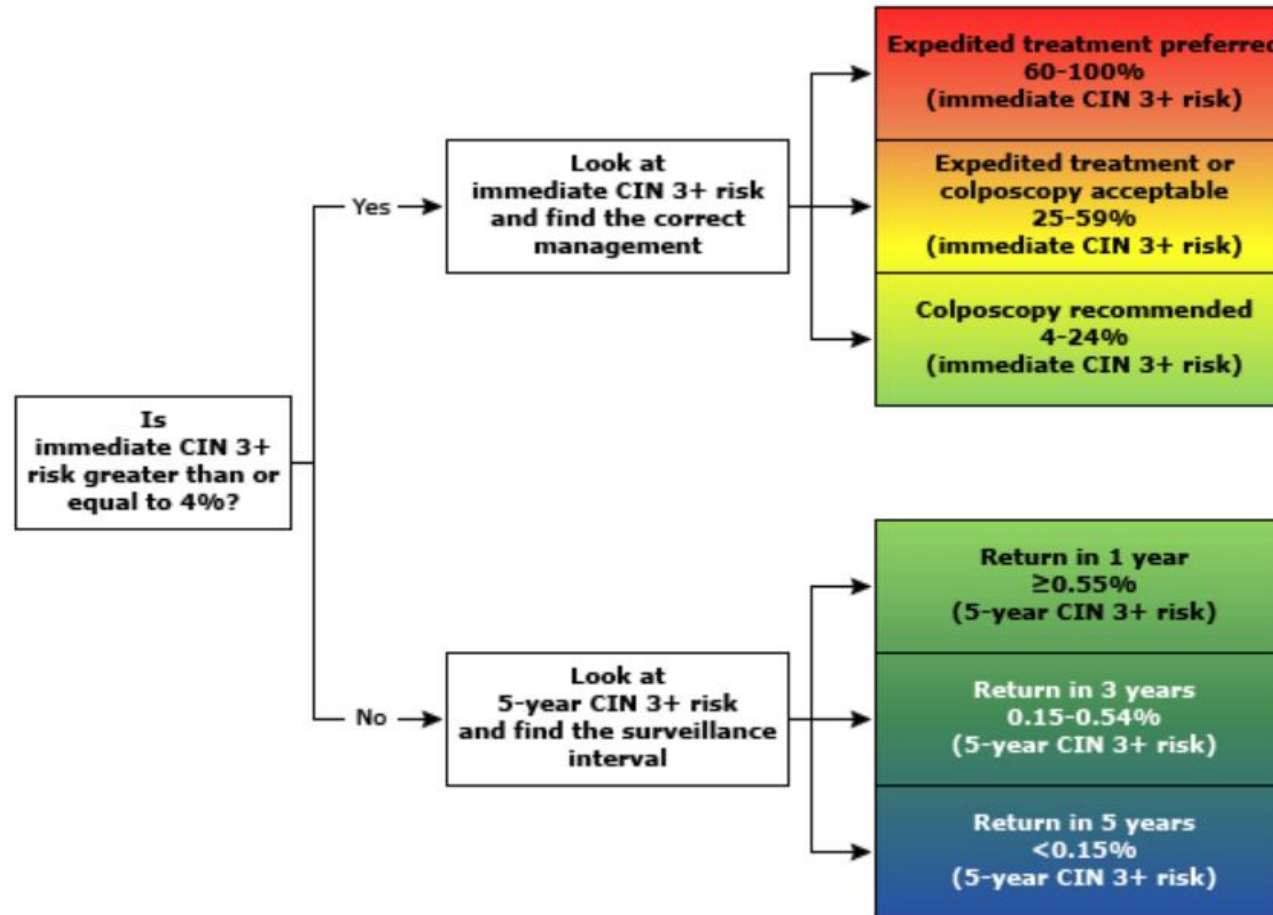 Is
immediate CIN 3+
risk greater than or
equal to 4%?
Yes
Look at
immediate CIN 3+ risk
and find the correct
management
Expedited treatment preferred
60-100%
(immediate CIN 3+ risk)
Expedited treatment or
colposcopy acceptable
25-59%
(immediate CIN 3+ risk)
Colposcopy recommended
4-24%
(immediate CIN 3+ risk)
No
Look at
5-year CIN 3+ risk
and find the surveillance
interval
Return in 1 year
≥0.55%
(5-year CIN 3+ risk)
Return in 3 years
0.15-0.54%
(5-year CIN 3+ risk)
Return in 5 years
<0.15%
(5-year CIN 3+ risk)